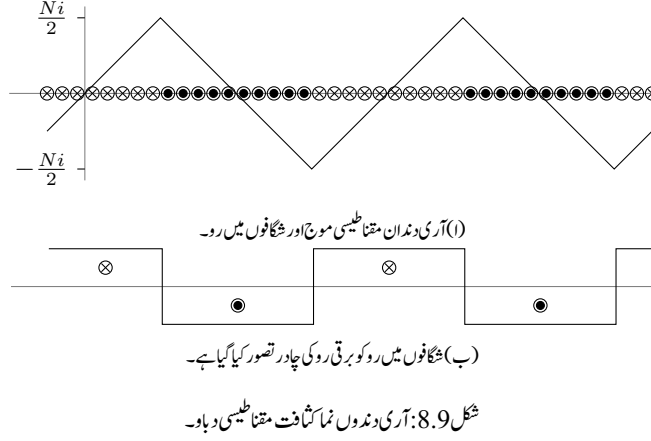 Ni/2
−Ni/2
(ا) آری دندان مقناطیسی موج اور شگافوں میں رو۔
(ب) شگافوں میں رو کو برقی رو کی چادر تصور کیا گیا ہے۔
شکل 8.9: آری دندوں نما کثافت مقناطیسی دباو۔